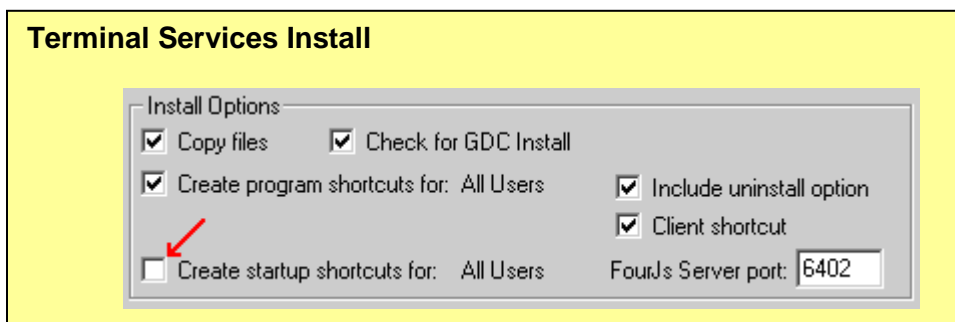 Terminal Services Install
Install Options
Copy files Check for GDC Install
Create program shortcuts for: All Users Include uninstall option
Client shortcut
Create startup shortcuts for: All Users FourJs Server port: 6402